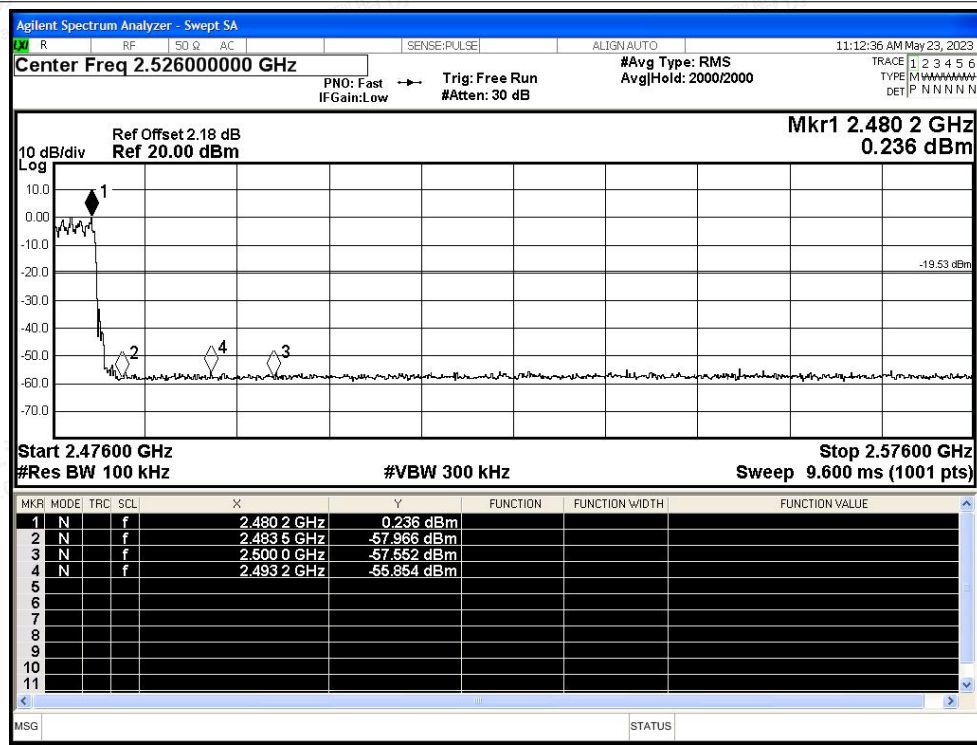 Agilent Spectrum Analyzer - Swept SA
LXI R RF 50 Ω AC SENSE:PULSE ALIGN AUTO 11:12:36 AM May 23, 2023
Center Freq 2.526000000 GHz
PNO: Fast
IFGain:Low
Trig: Free Run
#Atten: 30 dB
#Avg Type: RMS
Avg|Hold: 2000/2000
TRACE 1 2 3 4 5 6
TYPE M WWWWW
DET P N N N N N
Mkr1 2.480 2 GHz
0.236 dBm
Ref Offset 2.18 dB
10 dB/div Ref 20.00 dBm
Log
10.0
0.00
-10.0
-20.0
-30.0
-40.0
-50.0
-60.0
-70.0
1
2
4
3
-19.53 dBm
Start 2.47600 GHz Stop 2.57600 GHz
#Res BW 100 kHz #VBW 300 kHz Sweep 9.600 ms (1001 pts)
MKR MODE TRC SCL X Y FUNCTION FUNCTION WIDTH FUNCTION VALUE
1 N f 2.480 2 GHz 0.236 dBm
2 N f 2.483 5 GHz -57.966 dBm
3 N f 2.500 0 GHz -57.552 dBm
4 N f 2.493 2 GHz -55.854 dBm
5
6
7
8
9
10
11
MSG STATUS